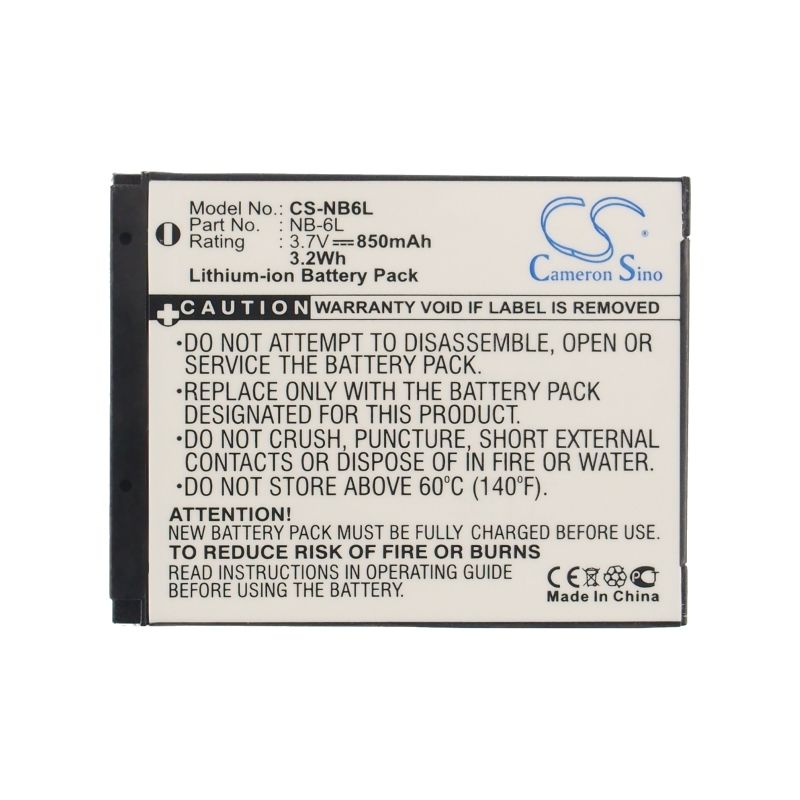 Model No.: CS-NB6L
Part No. : NB-6L
Rating : 3.7V 850mAh
3.2Wh
Lithium-ion Battery Pack
CS
Cameron Sino
CAUTION WARRANTY VOID IF LABEL IS REMOVED
•DO NOT ATTEMPT TO DISASSEMBLE, OPEN OR
SERVICE THE BATTERY PACK.
•REPLACE ONLY WITH THE BATTERY PACK
DESIGNATED FOR THIS PRODUCT.
•DO NOT CRUSH, PUNCTURE, SHORT EXTERNAL
CONTACTS OR DISPOSE OF IN FIRE OR WATER.
•DO NOT STORE ABOVE 60°C (140°F).
ATTENTION!
NEW BATTERY PACK MUST BE FULLY CHARGED BEFORE USE
TO REDUCE RISK OF FIRE OR BURNS
READ INSTRUCTIONS IN OPERATING GUIDE
BEFORE USING THE BATTERY PACK.
CE
Made In China